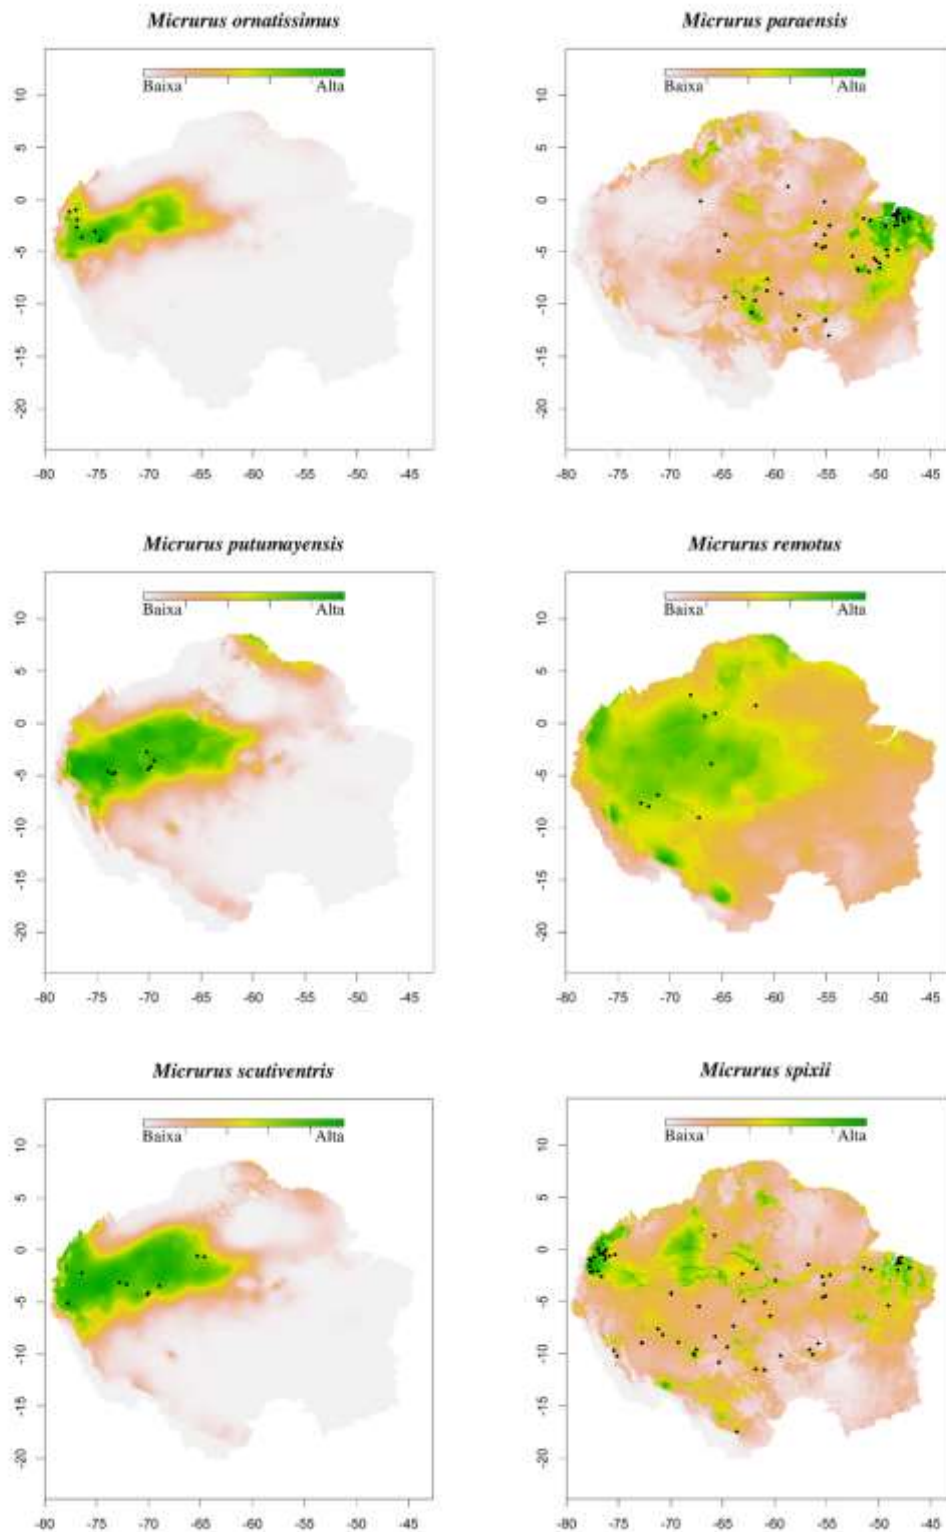 Micrurus ornatissimus
Micrurus paraensis
Baixa Alta
Baixa Alta
10
5
0
-5
-10
-15
-20
10
5
0
-5
-10
-15
-20
-80 -75 -70 -65 -60 -55 -50 -45
-80 -75 -70 -65 -60 -55 -50 -45
Micrurus putumayensis
Micrurus remotus
Baixa Alta
Baixa Alta
10
5
0
-5
-10
-15
-20
10
5
0
-5
-10
-15
-20
-80 -75 -70 -65 -60 -55 -50 -45
-80 -75 -70 -65 -60 -55 -50 -45
Micrurus scutiventris
Micrurus spixii
Baixa Alta
Baixa Alta
10
5
0
-5
-10
-15
-20
10
5
0
-5
-10
-15
-20
-80 -75 -70 -65 -60 -55 -50 -45
-80 -75 -70 -65 -60 -55 -50 -45